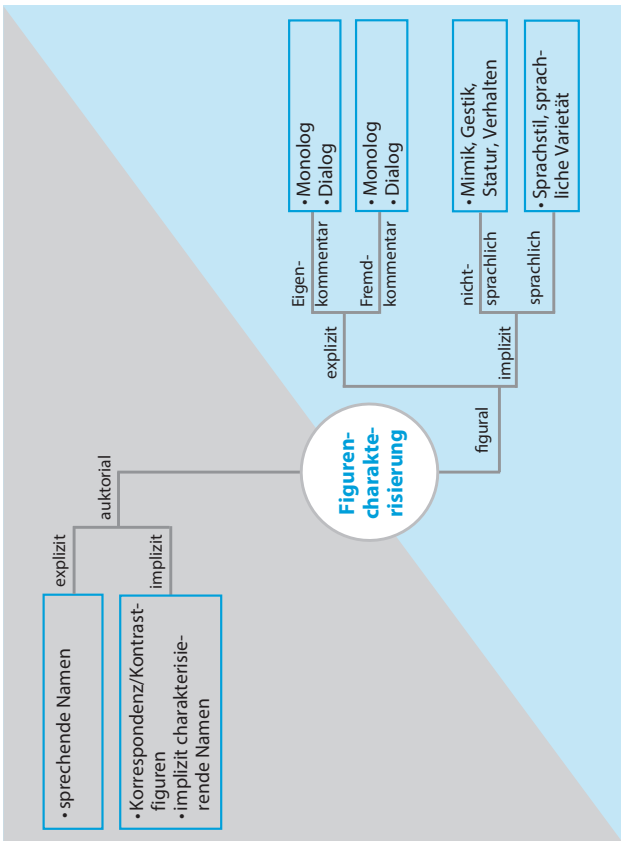 Figuren-
charakte-
risierung
auktorial
explizit
• sprechende Namen
implizit
• Korrespondenz/Kontrast-
figuren
• implizit charakterisie-
rende Namen
figural
explizit
Eigen-
kommentar
• Monolog
• Dialog
Fremd-
kommentar
• Monolog
• Dialog
implizit
nicht-
sprachlich
• Mimik, Gestik,
Statur, Verhalten
sprachlich
• Sprachstil, sprach-
liche Varietät